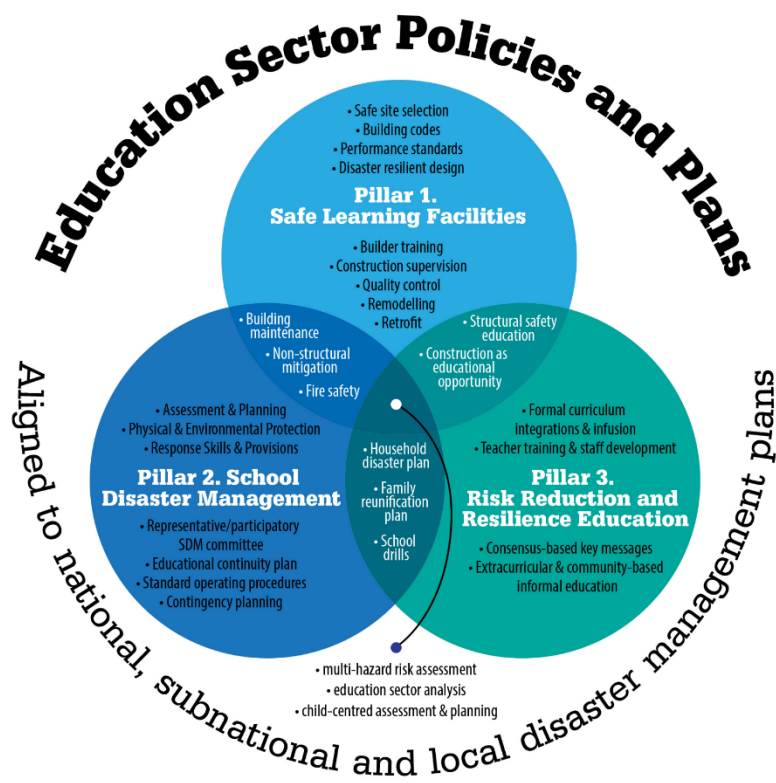 Education Sector Policies and Plans
• Safe site selection
• Building codes
• Performance standards
• Disaster resilient design
Pillar 1.
Safe Learning Facilities
• Builder training
• Construction supervision
• Quality control
• Remodelling
• Retrofit
• Building
maintenance
• Non-structural
mitigation
• Fire safety
• Structural safety
education
• Construction as
educational
opportunity
• Assessment & Planning
• Physical & Environmental Protection
• Response Skills & Provisions
Pillar 2. School
Disaster Management
• Representative/participatory
SDM committee
• Educational continuity plan
• Standard operating procedures
• Contingency planning
• Household
disaster plan
• Family
reunification
plan
• School
drills
• Formal curriculum
integrations & infusion
• Teacher training & staff development
Pillar 3.
Risk Reduction and
Resilience Education
• Consensus-based key messages
• Extracurricular & community-based
informal education
• multi-hazard risk assessment
• education sector analysis
• child-centred assessment & planning
Aligned to national, subnational and local disaster management plans